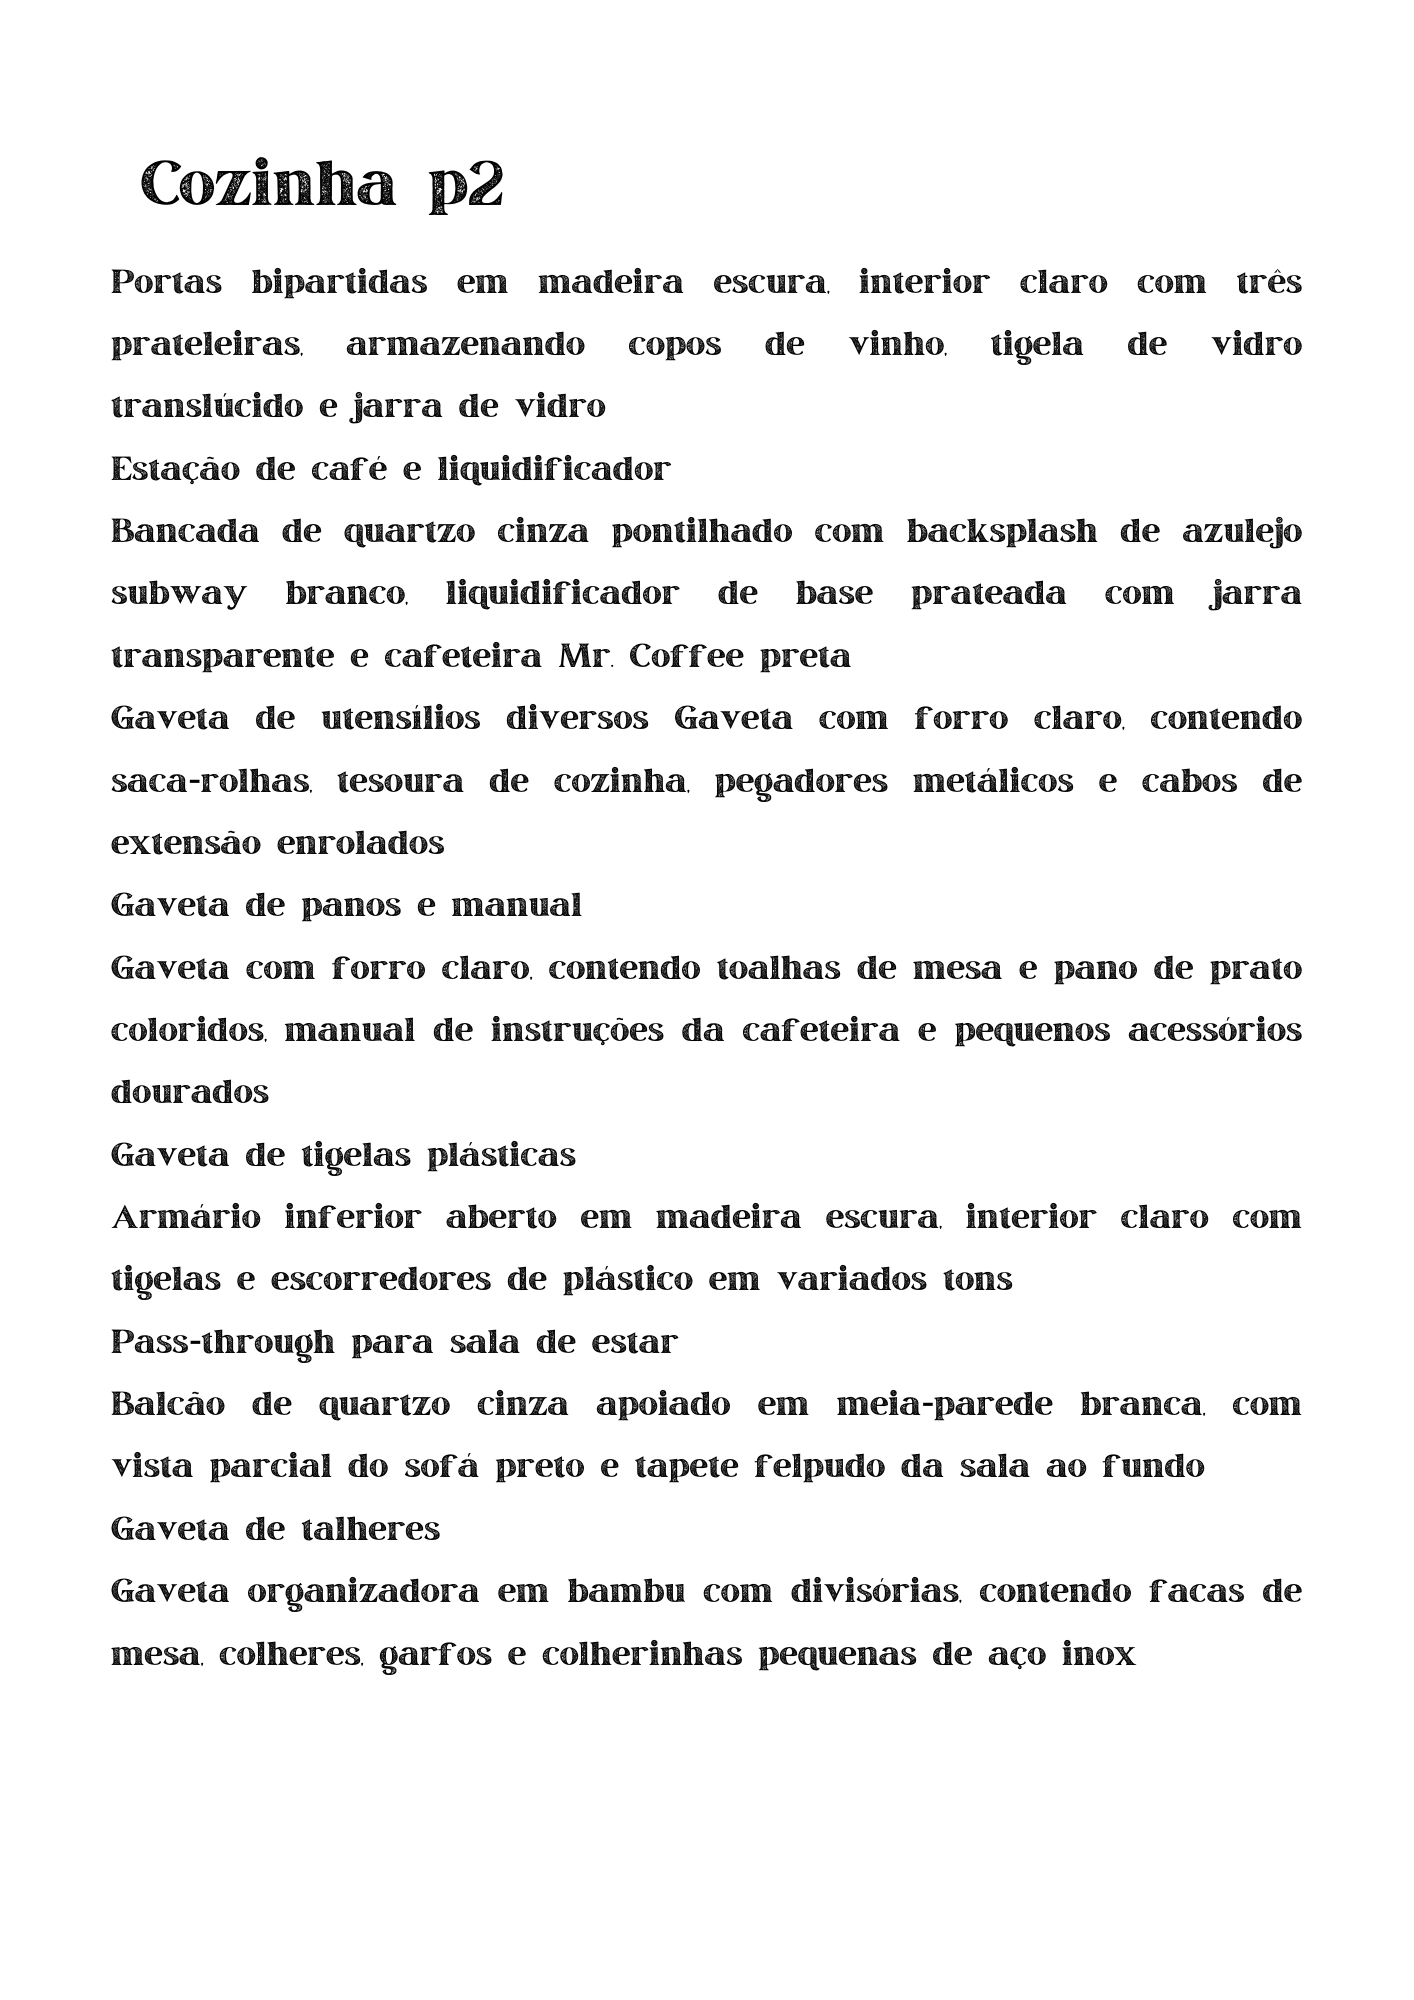 Cozinha p2
Portas bipartidas em madeira escura, interior claro com três
prateleiras, armazenando copos de vinho, tigela de vidro
translúcido e jarra de vidro
Estação de café e liquidificador
Bancada de quartzo cinza pontilhado com backsplash de azulejo
subway branco, liquidificador de base prateada com jarra
transparente e cafeteira Mr. Coffee preta
Gaveta de utensílios diversos Gaveta com forro claro, contendo
saca-rolhas, tesoura de cozinha, pegadores metálicos e cabos de
extensão enrolados
Gaveta de panos e manual
Gaveta com forro claro, contendo toalhas de mesa e pano de prato
coloridos, manual de instruções da cafeteira e pequenos acessórios
dourados
Gaveta de tigelas plásticas
Armário inferior aberto em madeira escura, interior claro com
tigelas e escorredores de plástico em variados tons
Pass-through para sala de estar
Balcão de quartzo cinza apoiado em meia-parede branca, com
vista parcial do sofá preto e tapete felpudo da sala ao fundo
Gaveta de talheres
Gaveta organizadora em bambu com divisórias, contendo facas de
mesa, colheres, garfos e colherinhas pequenas de aço inox